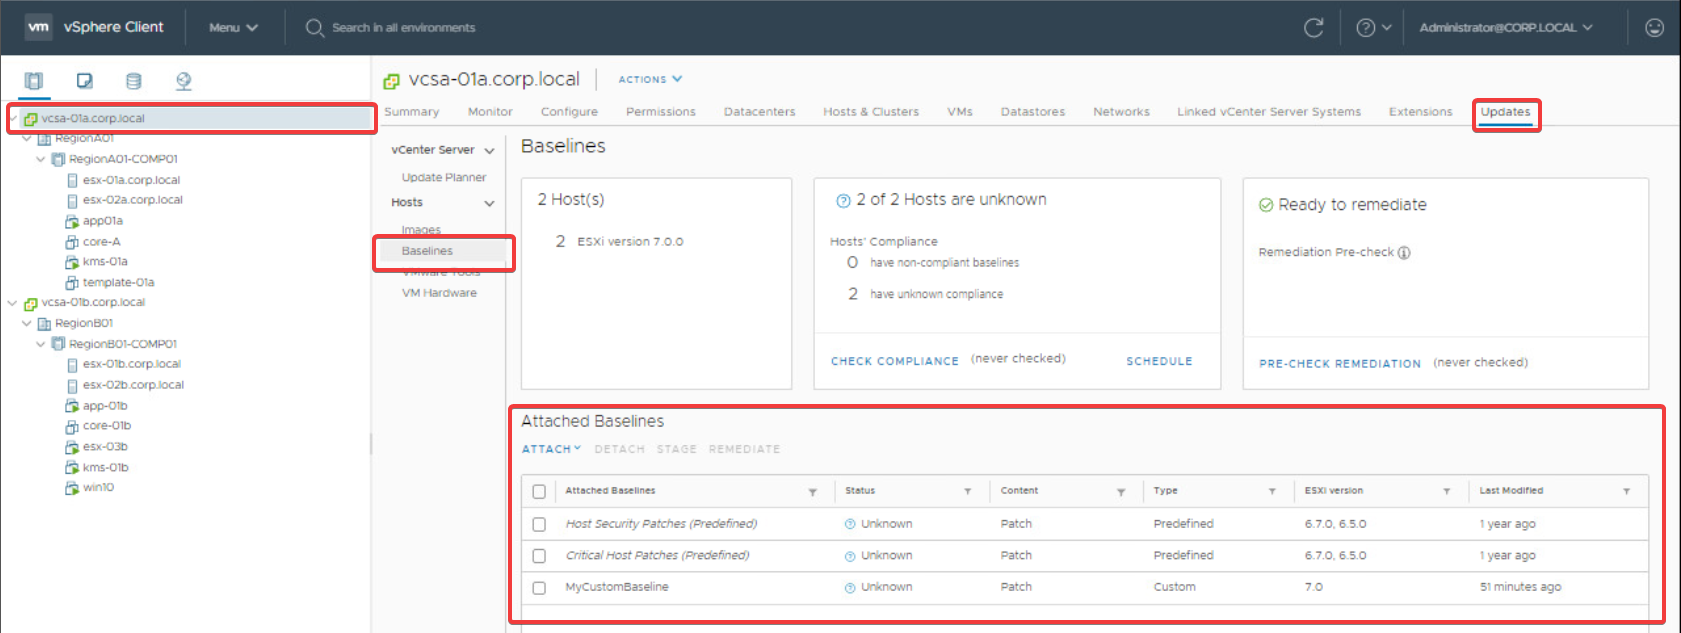 vm vSphere Client Menu Search in all environments Administrator@CORP.LOCAL
vcsa-01a.corp.local
RegionA01
RegionA01-COMP01
esx-01a.corp.local
esx-02a.corp.local
app01a
core-A
kms-01a
template-01a
vcsa-01b.corp.local
RegionB01
RegionB01-COMP01
esx-01b.corp.local
esx-02b.corp.local
app-01b
core-01b
esx-03b
kms-01b
win10
vcsa-01a.corp.local ACTIONS
Summary Monitor Configure Permissions Datacenters Hosts & Clusters VMs Datastores Networks Linked vCenter Server Systems Extensions Updates
vCenter Server
Update Planner
Hosts
Images
Baselines
VMware Tools
VM Hardware
Baselines
2 Host(s)
2 ESXi version 7.0.0
2 of 2 Hosts are unknown
Hosts' Compliance
0 have non-compliant baselines
2 have unknown compliance
CHECK COMPLIANCE (never checked) SCHEDULE
Ready to remediate
Remediation Pre-check
PRE-CHECK REMEDIATION (never checked)
Attached Baselines
ATTACH DETACH STAGE REMEDIATE
Attached Baselines Status Content Type ESXi version Last Modified
Host Security Patches (Predefined) Unknown Patch Predefined 6.7.0, 6.5.0 1 year ago
Critical Host Patches (Predefined) Unknown Patch Predefined 6.7.0, 6.5.0 1 year ago
MyCustomBaseline Unknown Patch Custom 7.0 51 minutes ago